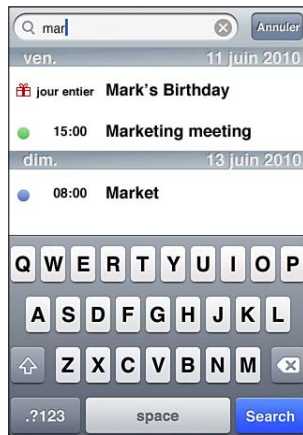 mar Annuler
ven. 11 juin 2010
jour entier Mark's Birthday
15:00 Marketing meeting
dim. 13 juin 2010
08:00 Market
Q W E R T Y U I O P
A S D F G H J K L
Z X C V B N M
.?123 space Search